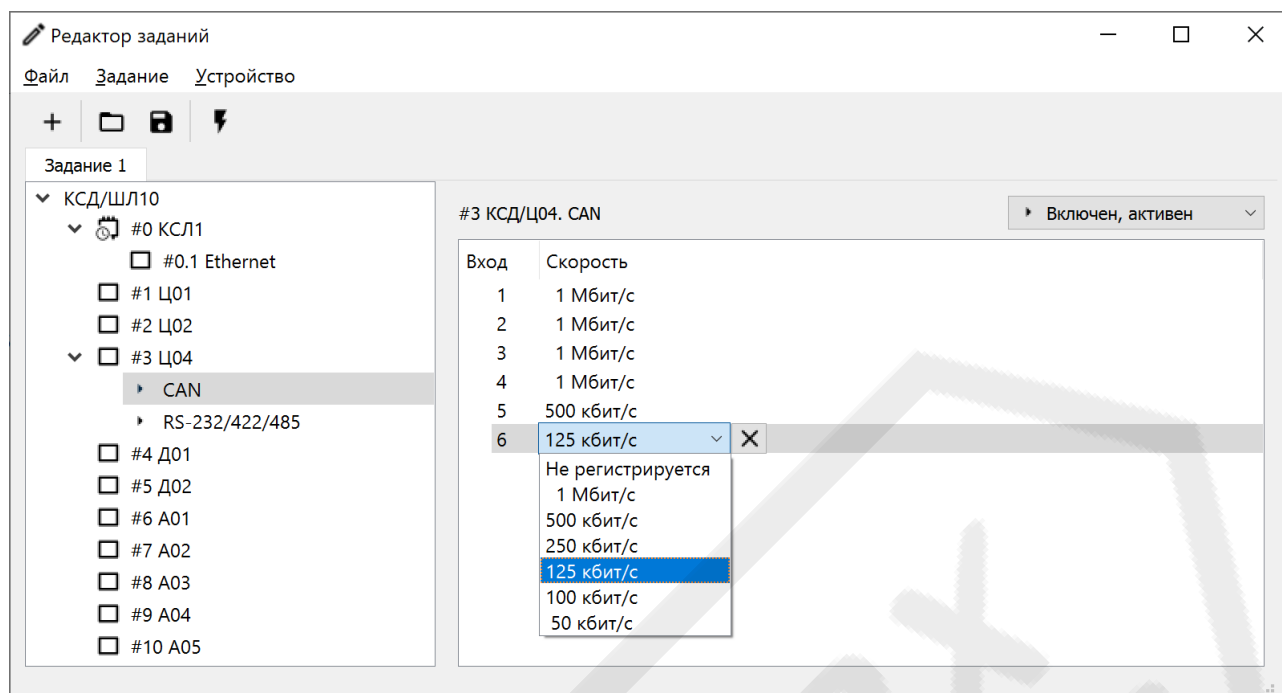 Редактор заданий
Файл Задание Устройство
Задание 1
КСД/ШЛ10
#0 КСЛ1
#0.1 Ethernet
#1 Ц01
#2 Ц02
#3 Ц04
CAN
RS-232/422/485
#4 Д01
#5 Д02
#6 А01
#7 А02
#8 А03
#9 А04
#10 А05
#3 КСД/Ц04. CAN
Включен, активен
Вход Скорость
1 1 Мбит/с
2 1 Мбит/с
3 1 Мбит/с
4 1 Мбит/с
5 500 кбит/с
6 125 кбит/с
Не регистрируется
1 Мбит/с
500 кбит/с
250 кбит/с
125 кбит/с
100 кбит/с
50 кбит/с